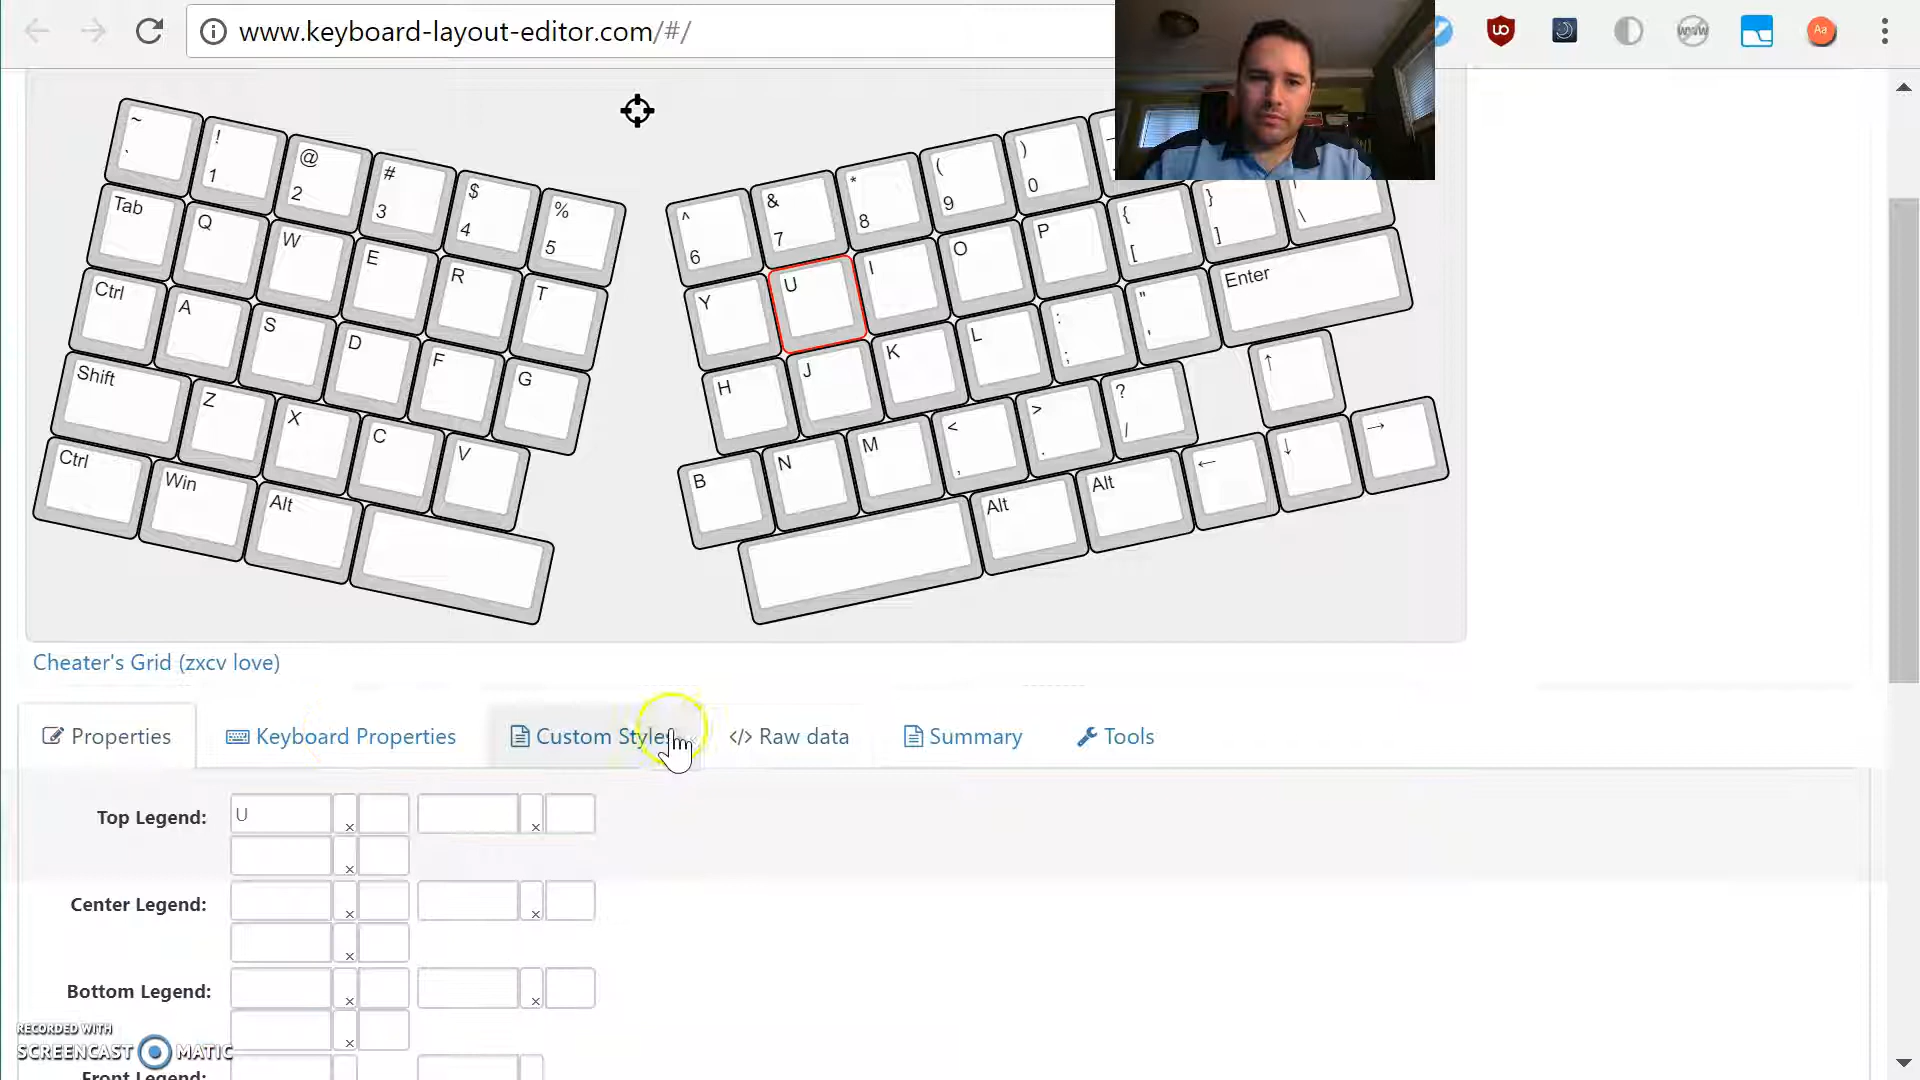 www.keyboard-layout-editor.com/#/
Aa
~ ! @ # $ %
` 1 2 3 4 5
^ & * ( )
6 7 8 9 0
Tab Q W E R T
Y U I O P { } 
[ ] \
Ctrl A S D F G
H J K L : " Enter
; '
Shift Z X C V
B N M < > ? ↑
, . /
Ctrl Win Alt
Alt Alt ← ↓ →
Cheater's Grid (zxcv love)
Properties Keyboard Properties Custom Styles </> Raw data Summary Tools
Top Legend: U
Center Legend:
Bottom Legend:
RECORDED WITH
SCREENCAST MATIC
Front Legend: